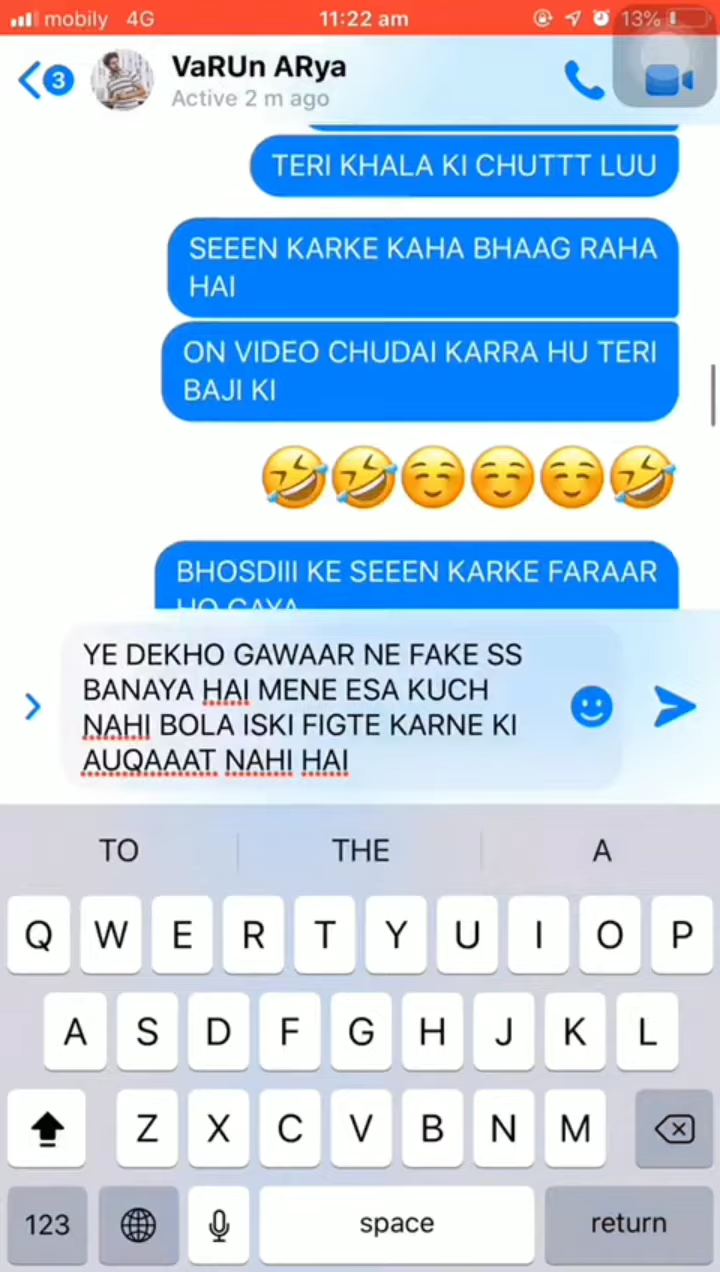 mobily 4G 11:22 am 13%
3
VaRUn ARya
Active 2 m ago
TERI KHALA KI CHUTTT LUU
SEEEN KARKE KAHA BHAAG RAHA
HAI
ON VIDEO CHUDAI KARRA HU TERI
BAJI KI
BHOSDIII KE SEEEN KARKE FARAAR
HO GAYA
YE DEKHO GAWAAR NE FAKE SS
BANAYA HAI MENE ESA KUCH
NAHI BOLA ISKI FIGTE KARNE KI
AUQAAAT NAHI HAI
TO THE A
Q W E R T Y U I O P
A S D F G H J K L
Z X C V B N M
123 space return